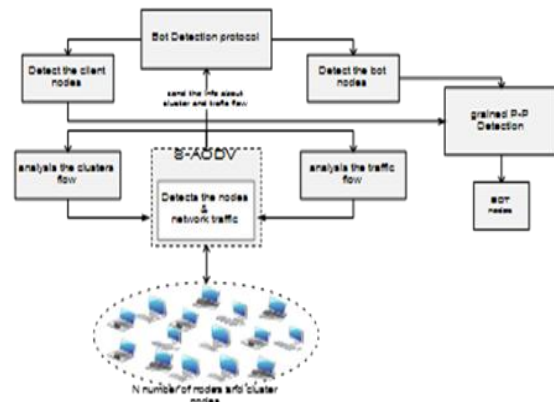 Bot Detection protocol
Detect the client
nodes
Detect the bot
nodes
send the info about
cluster and trafic flow
grained P-P
Detection
S-AODV
analysis the clusters
flow
analysis the traffic
flow
Detects the nodes
&
network traffic
BOT
nodes
N number of nodes and cluster
nodes